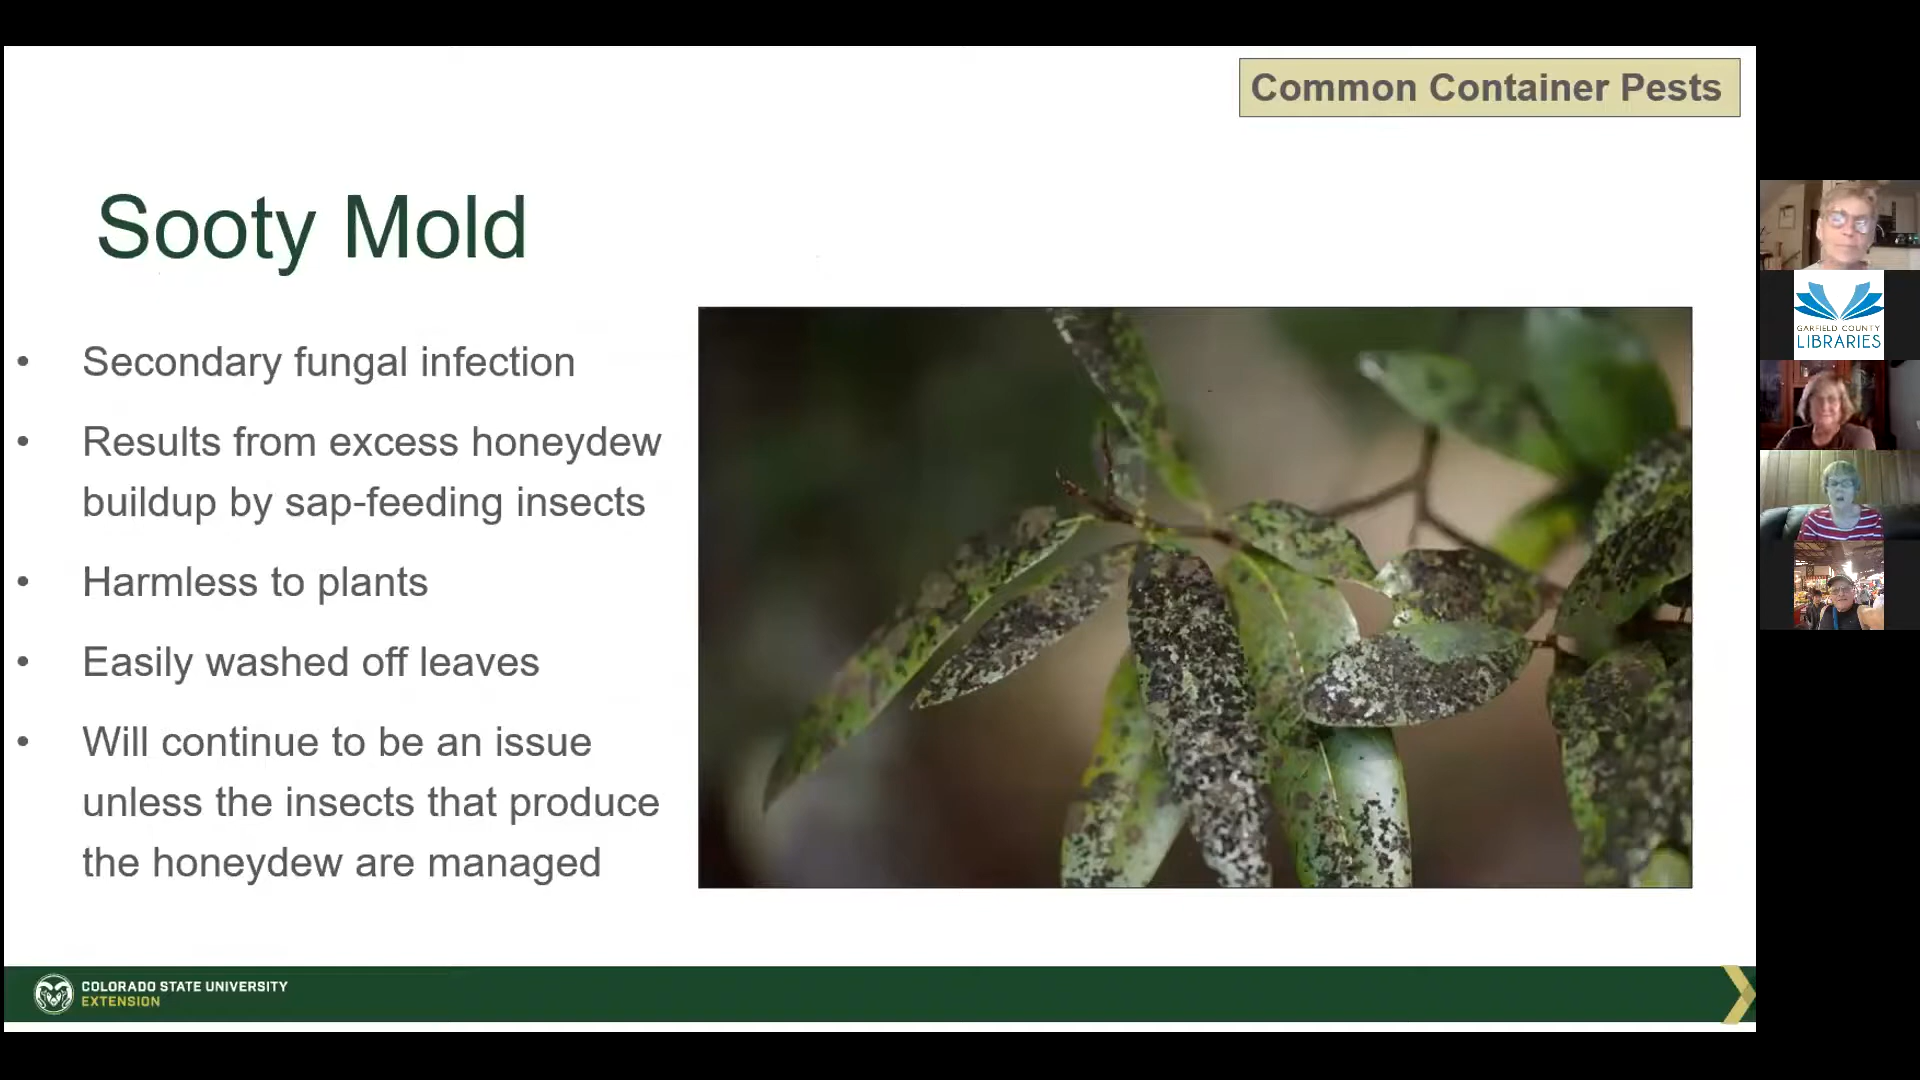 Common Container Pests
Sooty Mold
• Secondary fungal infection
• Results from excess honeydew
buildup by sap-feeding insects
• Harmless to plants
• Easily washed off leaves
• Will continue to be an issue
unless the insects that produce
the honeydew are managed
COLORADO STATE UNIVERSITY
EXTENSION
GARFIELD COUNTY
LIBRARIES